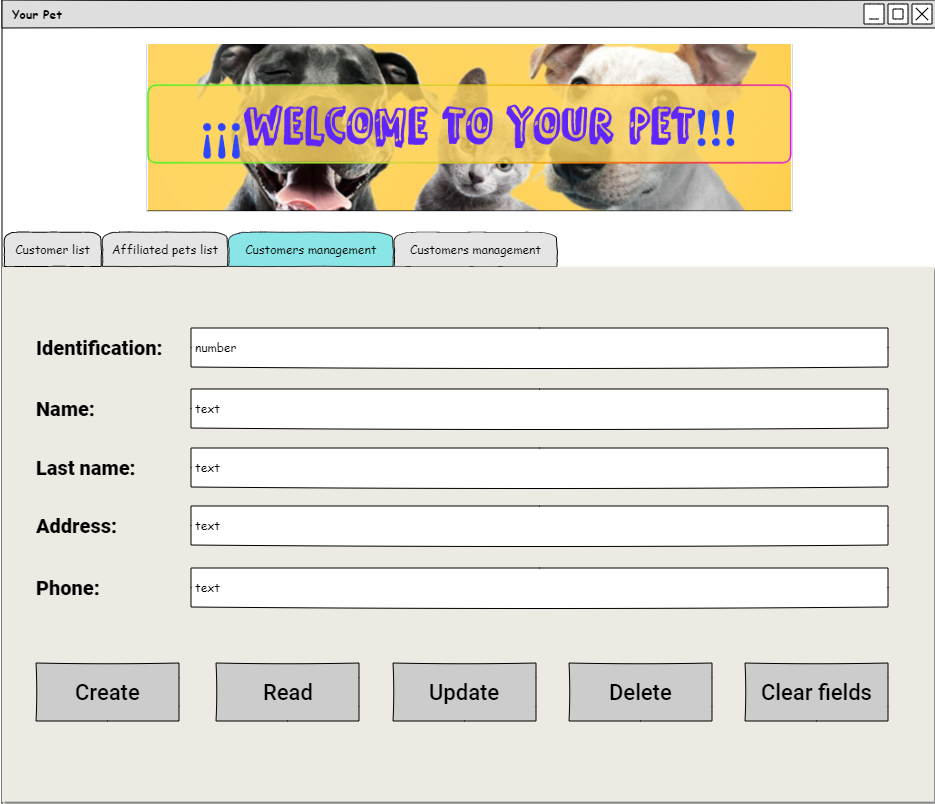 Your Pet
¡¡¡WELCOME TO YOUR PET!!!
Customer list Affiliated pets list Customers management Customers management
Identification: number
Name: text
Last name: text
Address: text
Phone: text
Create Read Update Delete Clear fields